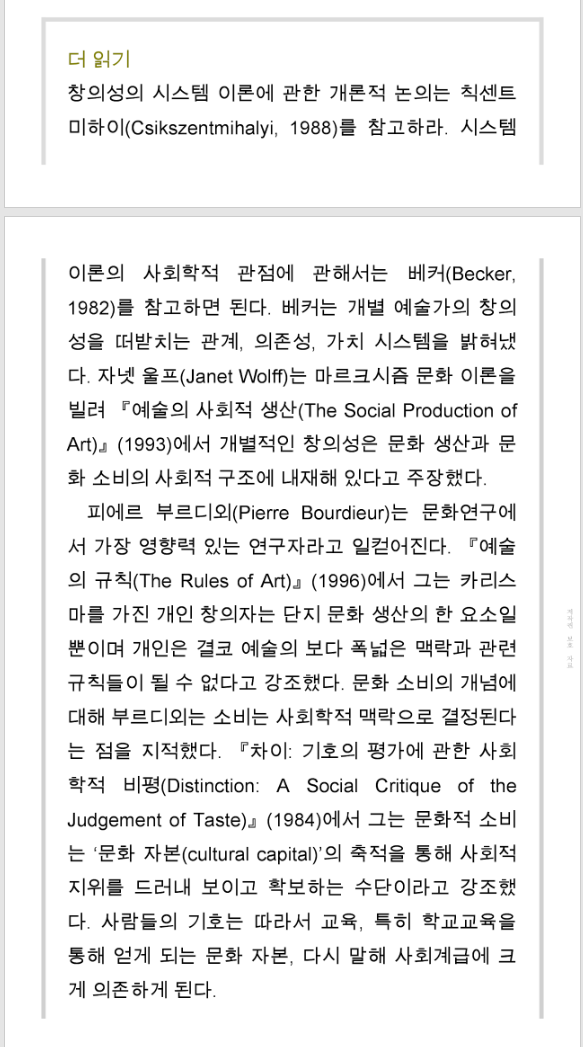 더 읽기
창의성의 시스템 이론에 관한 개론적 논의는 칙센트
미하이(Csikszentmihalyi, 1988)를 참고하라. 시스템
이론의 사회학적 관점에 관해서는 베커(Becker,
1982)를 참고하면 된다. 베커는 개별 예술가의 창의
성을 떠받치는 관계, 의존성, 가치 시스템을 밝혀냈
다. 자넷 울프(Janet Wolff)는 마르크시즘 문화 이론을
빌려 『예술의 사회적 생산(The Social Production of
Art)』(1993)에서 개별적인 창의성은 문화 생산과 문
화 소비의 사회적 구조에 내재해 있다고 주장했다.
피에르 부르디외(Pierre Bourdieur)는 문화연구에
서 가장 영향력 있는 연구자라고 일컫어진다. 『예술
의 규칙(The Rules of Art)』(1996)에서 그는 카리스
마를 가진 개인 창의자는 단지 문화 생산의 한 요소일
뿐이며 개인은 결코 예술의 보다 폭넓은 맥락과 관련
규칙들이 될 수 없다고 강조했다. 문화 소비의 개념에
대해 부르디외는 소비는 사회학적 맥락으로 결정된다
는 점을 지적했다. 『차이: 기호의 평가에 관한 사회
학적 비평(Distinction: A Social Critique of the
Judgement of Taste)』(1984)에서 그는 문화적 소비
는 ‘문화 자본(cultural capital)’의 축적을 통해 사회적
지위를 드러내 보이고 확보하는 수단이라고 강조했
다. 사람들의 기호는 따라서 교육, 특히 학교교육을
통해 얻게 되는 문화 자본, 다시 말해 사회계급에 크
게 의존하게 된다.